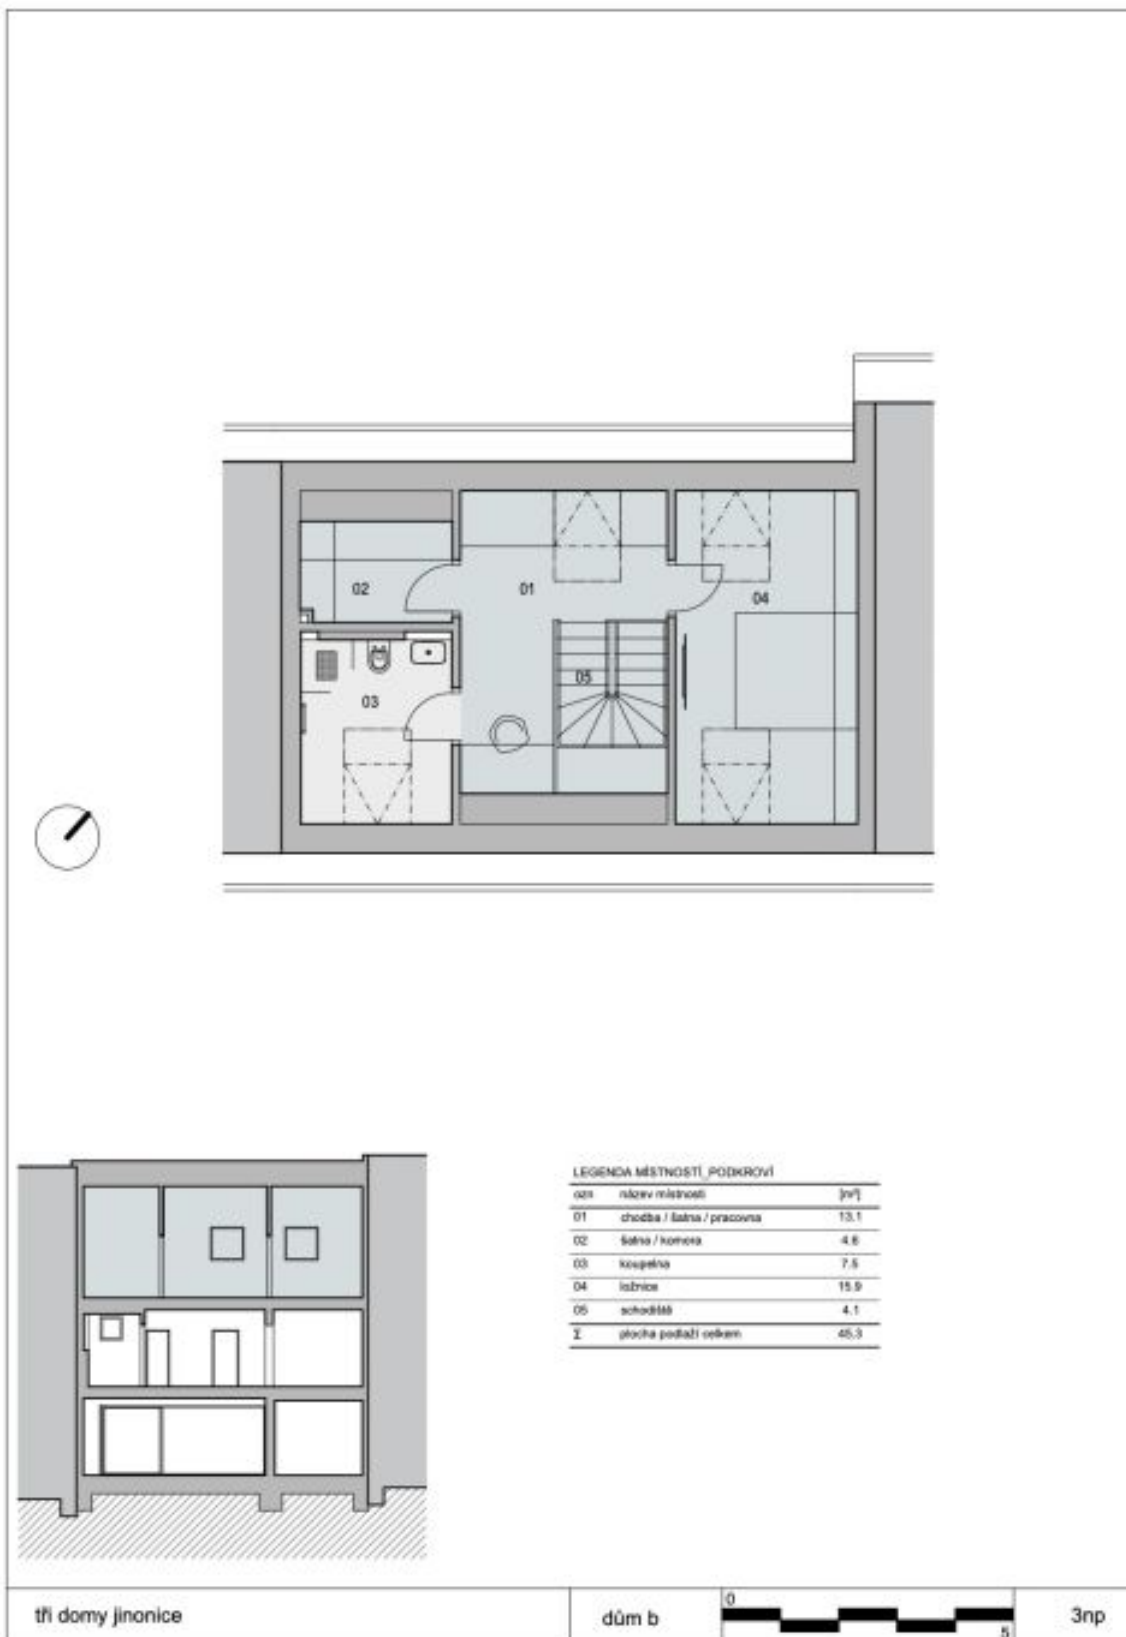 02
01
04
05
03
LEGENDA MÍSTNOSTÍ_PODKROVÍ
ozn název místnosti [m²]
01 chodba / šatna / pracovna 13.1
02 šatna / komora 4.6
03 koupelna 7.5
04 ložnice 15.9
05 schodiště 4.1
Σ plocha podlaží celkem 45.3
tři domy jinonice
dům b
0
5
3np